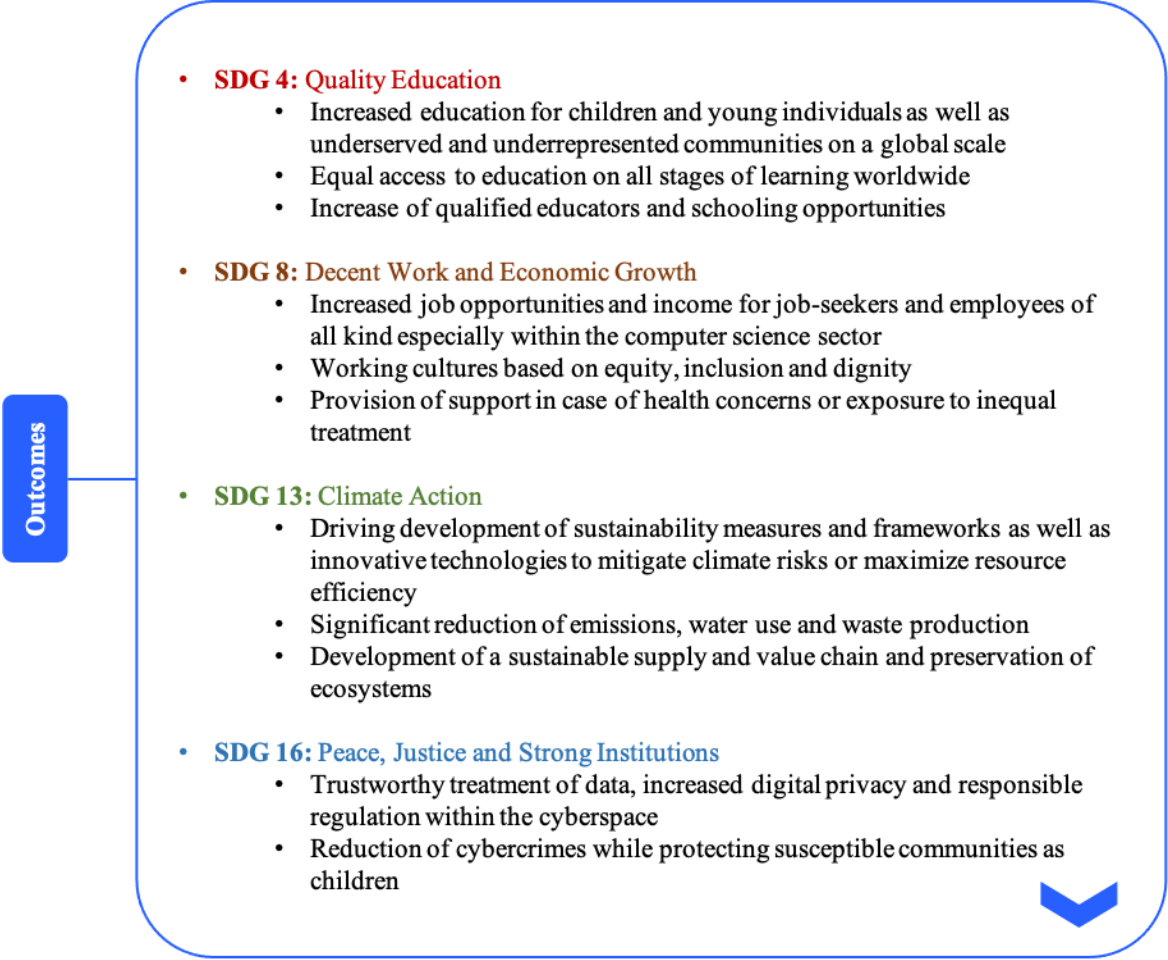 Outcomes
• SDG 4: Quality Education
• Increased education for children and young individuals as well as
underserved and underrepresented communities on a global scale
• Equal access to education on all stages of learning worldwide
• Increase of qualified educators and schooling opportunities
• SDG 8: Decent Work and Economic Growth
• Increased job opportunities and income for job-seekers and employees of
all kind especially within the computer science sector
• Working cultures based on equity, inclusion and dignity
• Provision of support in case of health concerns or exposure to inequal
treatment
• SDG 13: Climate Action
• Driving development of sustainability measures and frameworks as well as
innovative technologies to mitigate climate risks or maximize resource
efficiency
• Significant reduction of emissions, water use and waste production
• Development of a sustainable supply and value chain and preservation of
ecosystems
• SDG 16: Peace, Justice and Strong Institutions
• Trustworthy treatment of data, increased digital privacy and responsible
regulation within the cyberspace
• Reduction of cybercrimes while protecting susceptible communities as
children